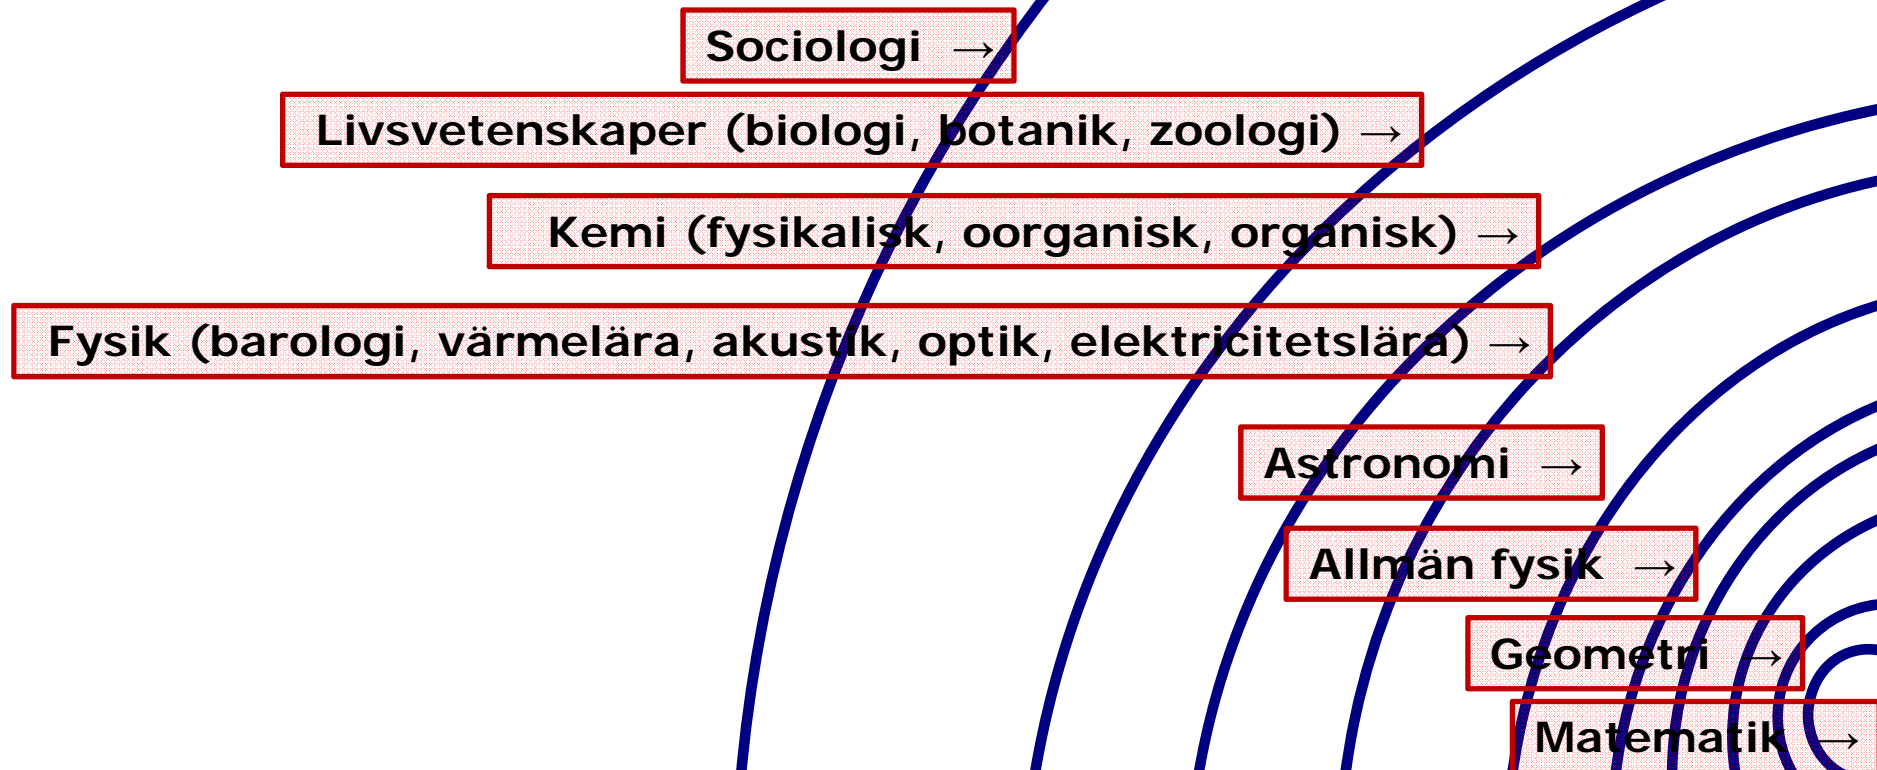 Sociologi →
Livsvetenskaper (biologi, botanik, zoologi) →
Kemi (fysikalisk, oorganisk, organisk) →
Fysik (barologi, värmelära, akustik, optik, elektricitetslära) →
Astronomi →
Allmän fysik →
Geometri →
Matematik →